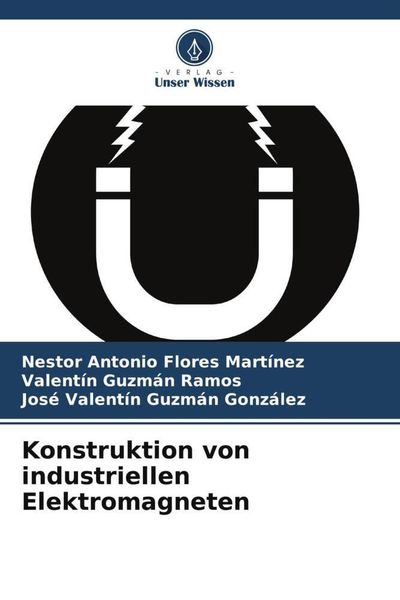 - VERLAG -
Unser Wissen
Nestor Antonio Flores Martínez
Valentín Guzmán Ramos
José Valentín Guzmán González
Konstruktion von
industriellen
Elektromagneten